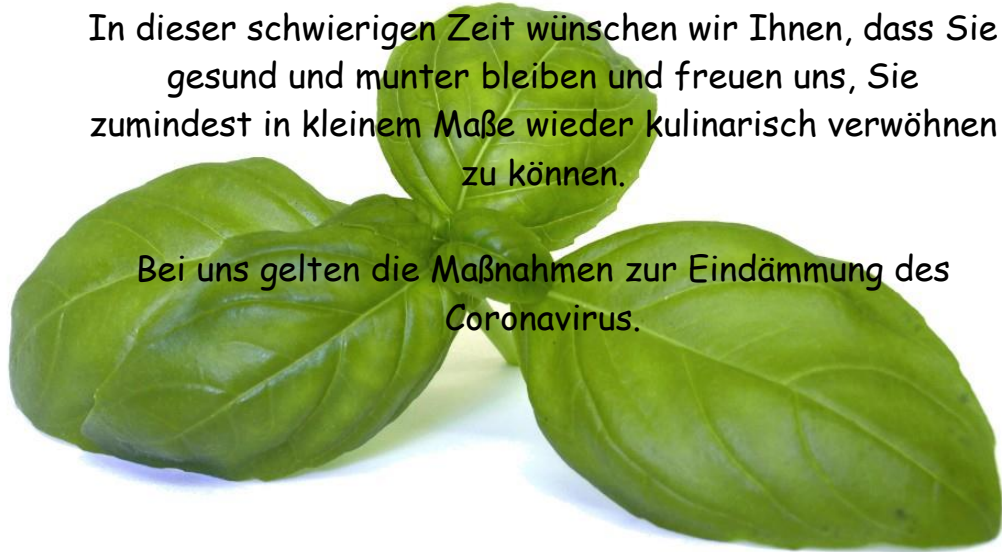 In dieser schwierigen Zeit wünschen wir Ihnen, dass Sie
gesund und munter bleiben und freuen uns, Sie
zumindest in kleinem Maße wieder kulinarisch verwöhnen
zu können.
Bei uns gelten die Maßnahmen zur Eindämmung des
Coronavirus.